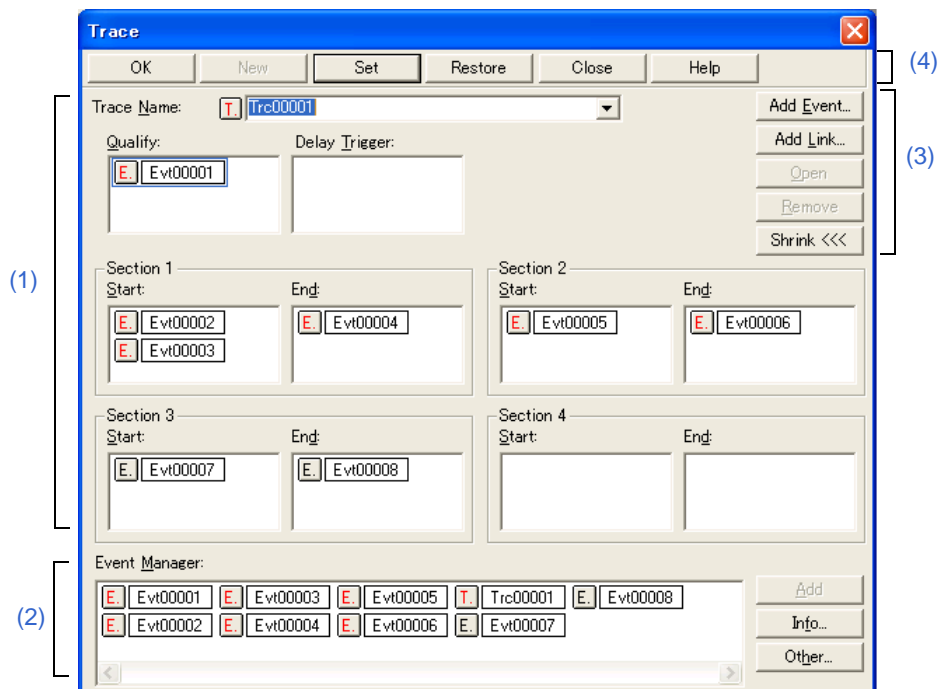 Trace
OK New Set Restore Close Help
(4)
Trace Name: T. Trc00001
Add Event...
Qualify: Delay Trigger:
Add Link...
E. Evt00001
Open
(3)
Remove
Shrink <<<
(1)
Section 1 Section 2
Start: End: Start: End:
E. Evt00002 E. Evt00004 E. Evt00005 E. Evt00006
E. Evt00003
Section 3 Section 4
Start: End: Start: End:
E. Evt00007 E. Evt00008
Event Manager:
(2)
E. Evt00001 E. Evt00003 E. Evt00005 T. Trc00001 E. Evt00008
E. Evt00002 E. Evt00004 E. Evt00006 E. Evt00007
Add
Info...
Other...